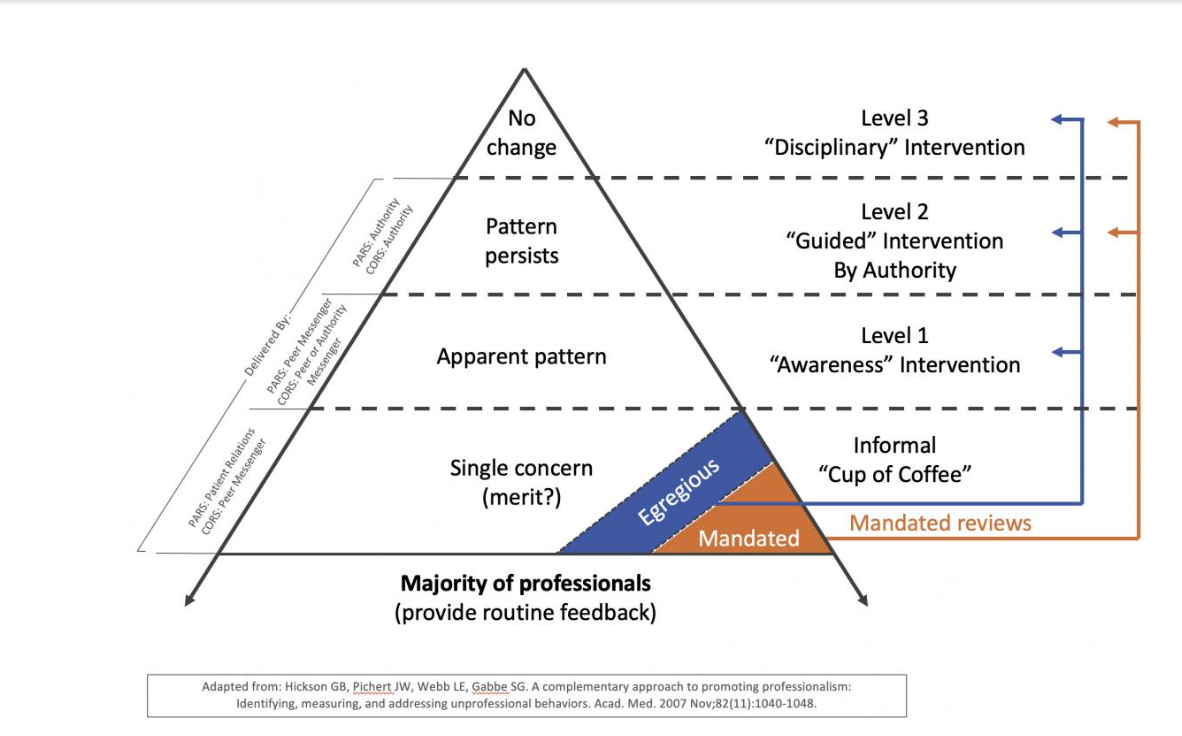 No
change
Level 3
“Disciplinary” Intervention
PARS: Authority
CORS: Authority
Pattern
persists
Level 2
“Guided” Intervention
By Authority
Delivered By:
PARS: Peer Messenger
CORS: Peer or Authority
Messenger
Apparent pattern
Level 1
“Awareness” Intervention
PARS: Patient Relations
CORS: Peer Messenger
Single concern
(merit?)
Egregious
Mandated
Informal
“Cup of Coffee”
Mandated reviews
Majority of professionals
(provide routine feedback)
Adapted from: Hickson GB, Pichert JW, Webb LE, Gabbe SG. A complementary approach to promoting professionalism:
Identifying, measuring, and addressing unprofessional behaviors. Acad. Med. 2007 Nov;82(11):1040-1048.